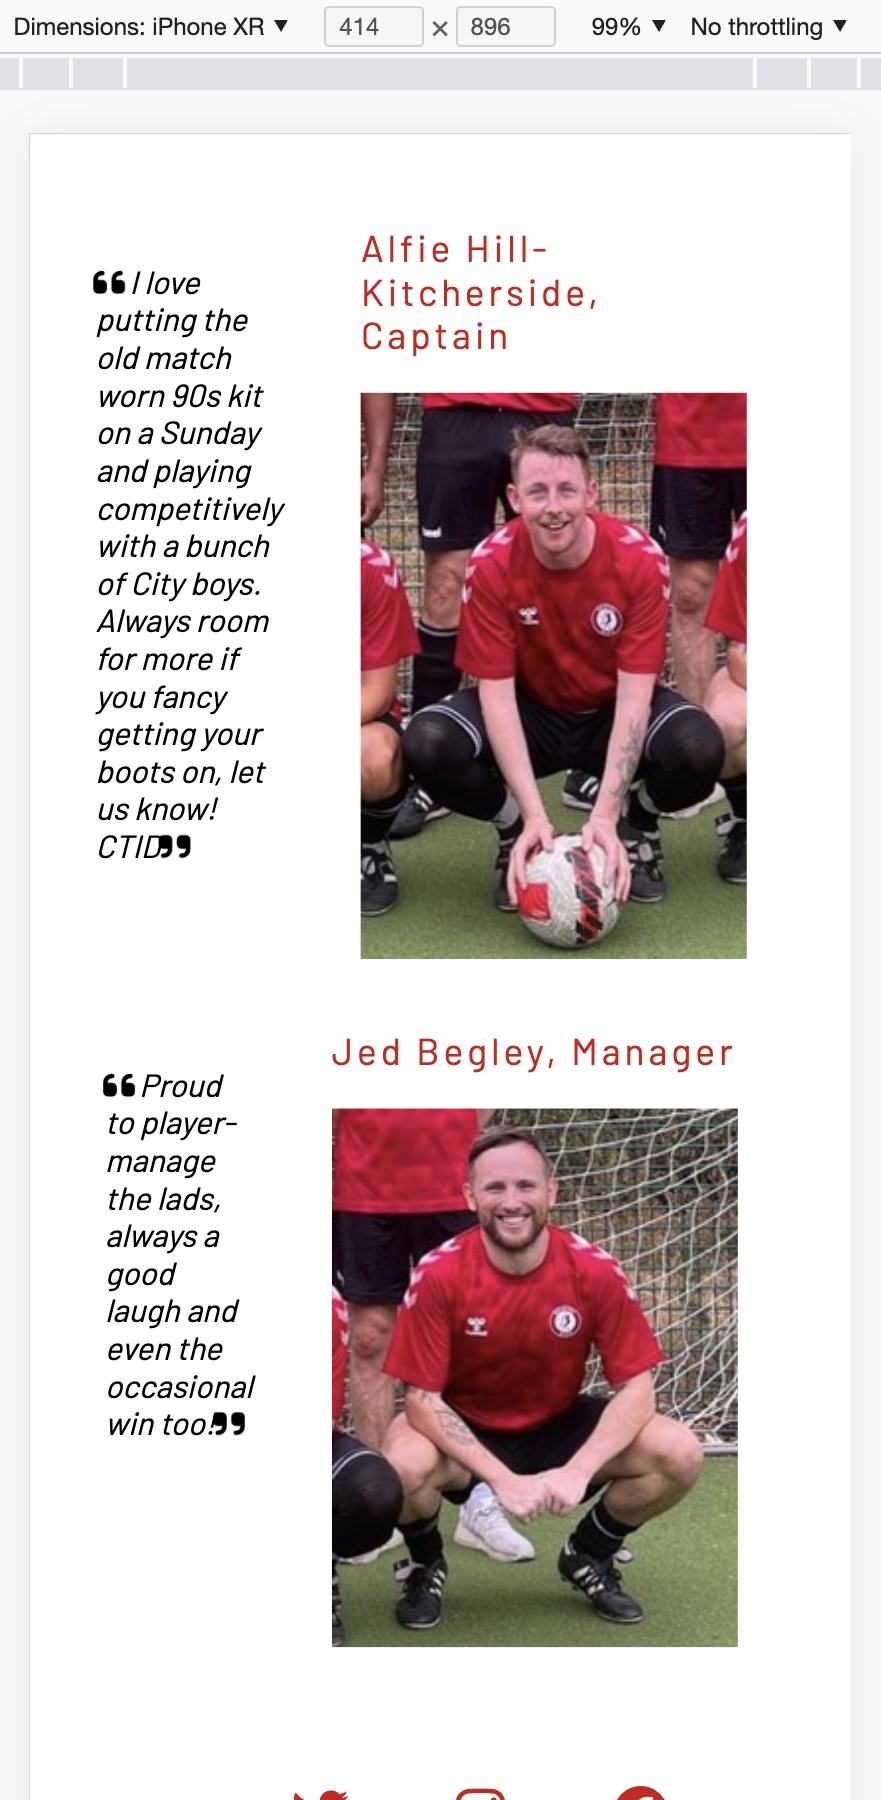 Dimensions: iPhone XR ▼ 414 × 896 99% ▼ No throttling ▼
Alfie Hill-
Kitcherside,
Captain
❝ I love
putting the
old match
worn 90s kit
on a Sunday
and playing
competitively
with a bunch
of City boys.
Always room
for more if
you fancy
getting your
boots on, let
us know!
CTID❞
Jed Begley, Manager
❝ Proud
to player-
manage
the lads,
always a
good
laugh and
even the
occasional
win too!❞